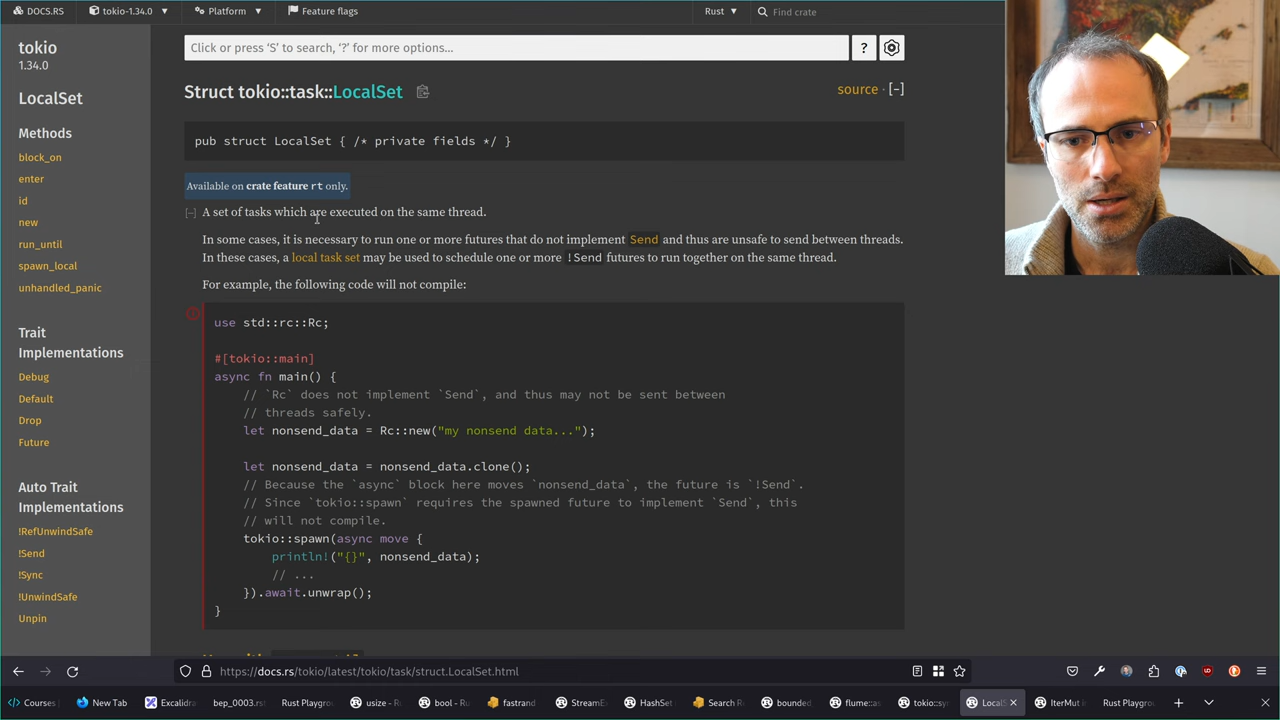 DOCS.RS
tokio-1.34.0
Platform
Feature flags
Rust
Find crate
tokio
1.34.0
LocalSet
Methods
block_on
enter
id
new
run_until
spawn_local
unhandled_panic
Trait
Implementations
Debug
Default
Drop
Future
Auto Trait
Implementations
!RefUnwindSafe
!Send
!Sync
!UnwindSafe
Unpin
Click or press ‘S’ to search, ‘?’ for more options…
?
Struct tokio::task::LocalSet
source · [-]
pub struct LocalSet { /* private fields */ }
Available on crate feature rt only.
[-] A set of tasks which are executed on the same thread.
In some cases, it is necessary to run one or more futures that do not implement Send and thus are unsafe to send between threads.
In these cases, a local task set may be used to schedule one or more !Send futures to run together on the same thread.
For example, the following code will not compile:
use std::rc::Rc;
#[tokio::main]
async fn main() {
// `Rc` does not implement `Send`, and thus may not be sent between
// threads safely.
let nonsend_data = Rc::new("my nonsend data...");
let nonsend_data = nonsend_data.clone();
// Because the `async` block here moves `nonsend_data`, the future is `!Send`.
// Since `tokio::spawn` requires the spawned future to implement `Send`, this
// will not compile.
tokio::spawn(async move {
println!("{}", nonsend_data);
// ...
}).await.unwrap();
}
https://docs.rs/tokio/latest/tokio/task/struct.LocalSet.html
Courses
New Tab
Excalidra
bep_0003.rs
Rust Playgro
usize - R
bool - Ru
fastrand
StreamE
HashSet
Search R
bounded
flume::as
tokio::sy
LocalS
IterMut in
Rust Playgro